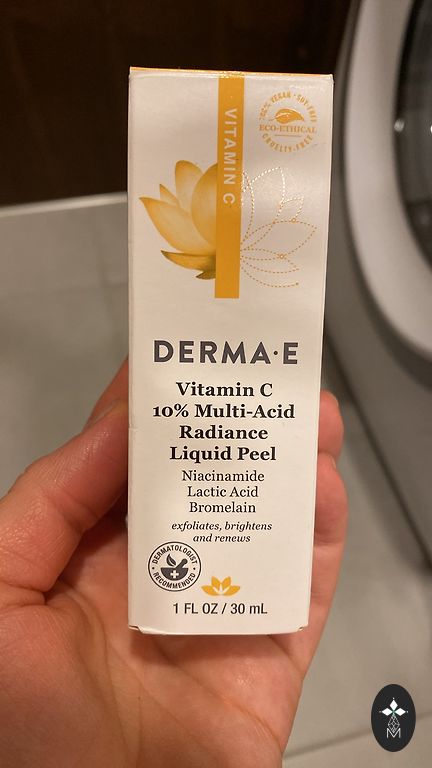 VITAMIN C
100% VEGAN • SOY-FREE
ECO-ETHICAL
CRUELTY-FREE
DERMA·E
Vitamin C
10% Multi-Acid
Radiance
Liquid Peel
Niacinamide
Lactic Acid
Bromelain
exfoliates, brightens
and renews
DERMATOLOGIST
RECOMMENDED
1 FL OZ / 30 mL
M